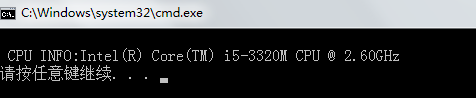 C:\Windows\system32\cmd.exe
CPU INFO:Intel(R) Core(TM) i5-3320M CPU @ 2.60GHz
请按任意键继续. . .